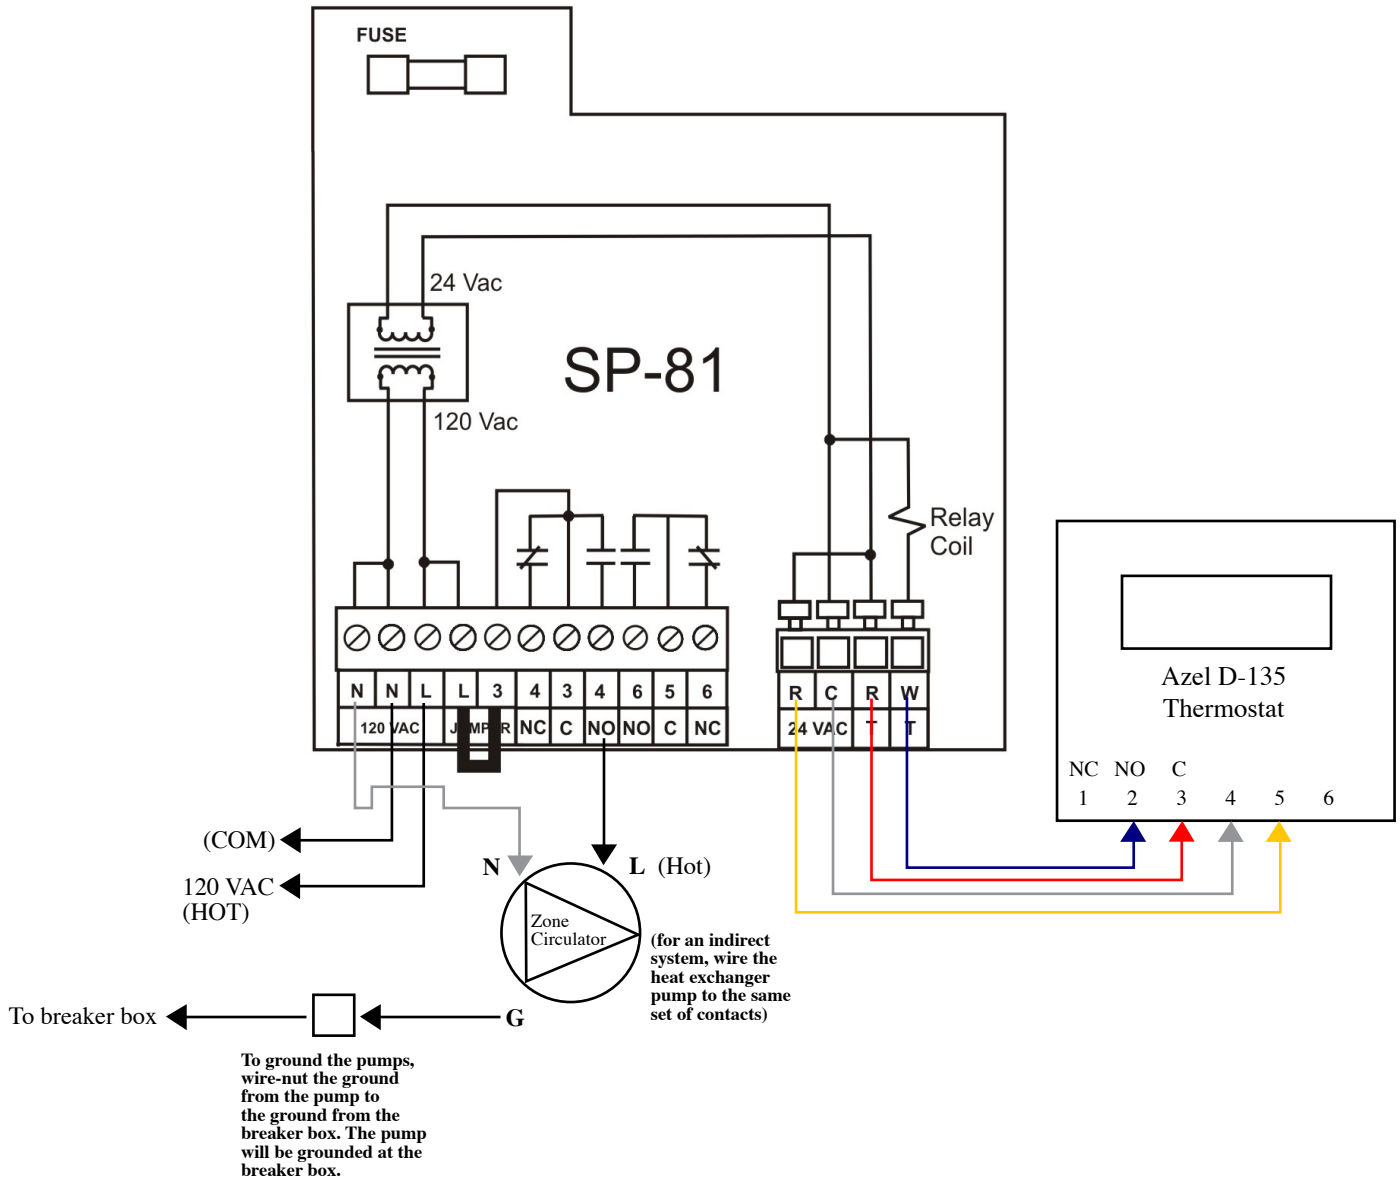 FUSE
24 Vac
SP-81
120 Vac
Relay
Coil
N N L L 3 4 3 4 6 5 6
120 VAC JUMPER NC C NO NO C NC
R C R W
24 VAC T T
Azel D-135
Thermostat
NC NO C
1 2 3 4 5 6
(COM)
120 VAC
(HOT)
N
L (Hot)
Zone
Circulator
(for an indirect
system, wire the
heat exchanger
pump to the same
set of contacts)
To breaker box
G
To ground the pumps,
wire-nut the ground
from the pump to
the ground from the
breaker box. The pump
will be grounded at the
breaker box.